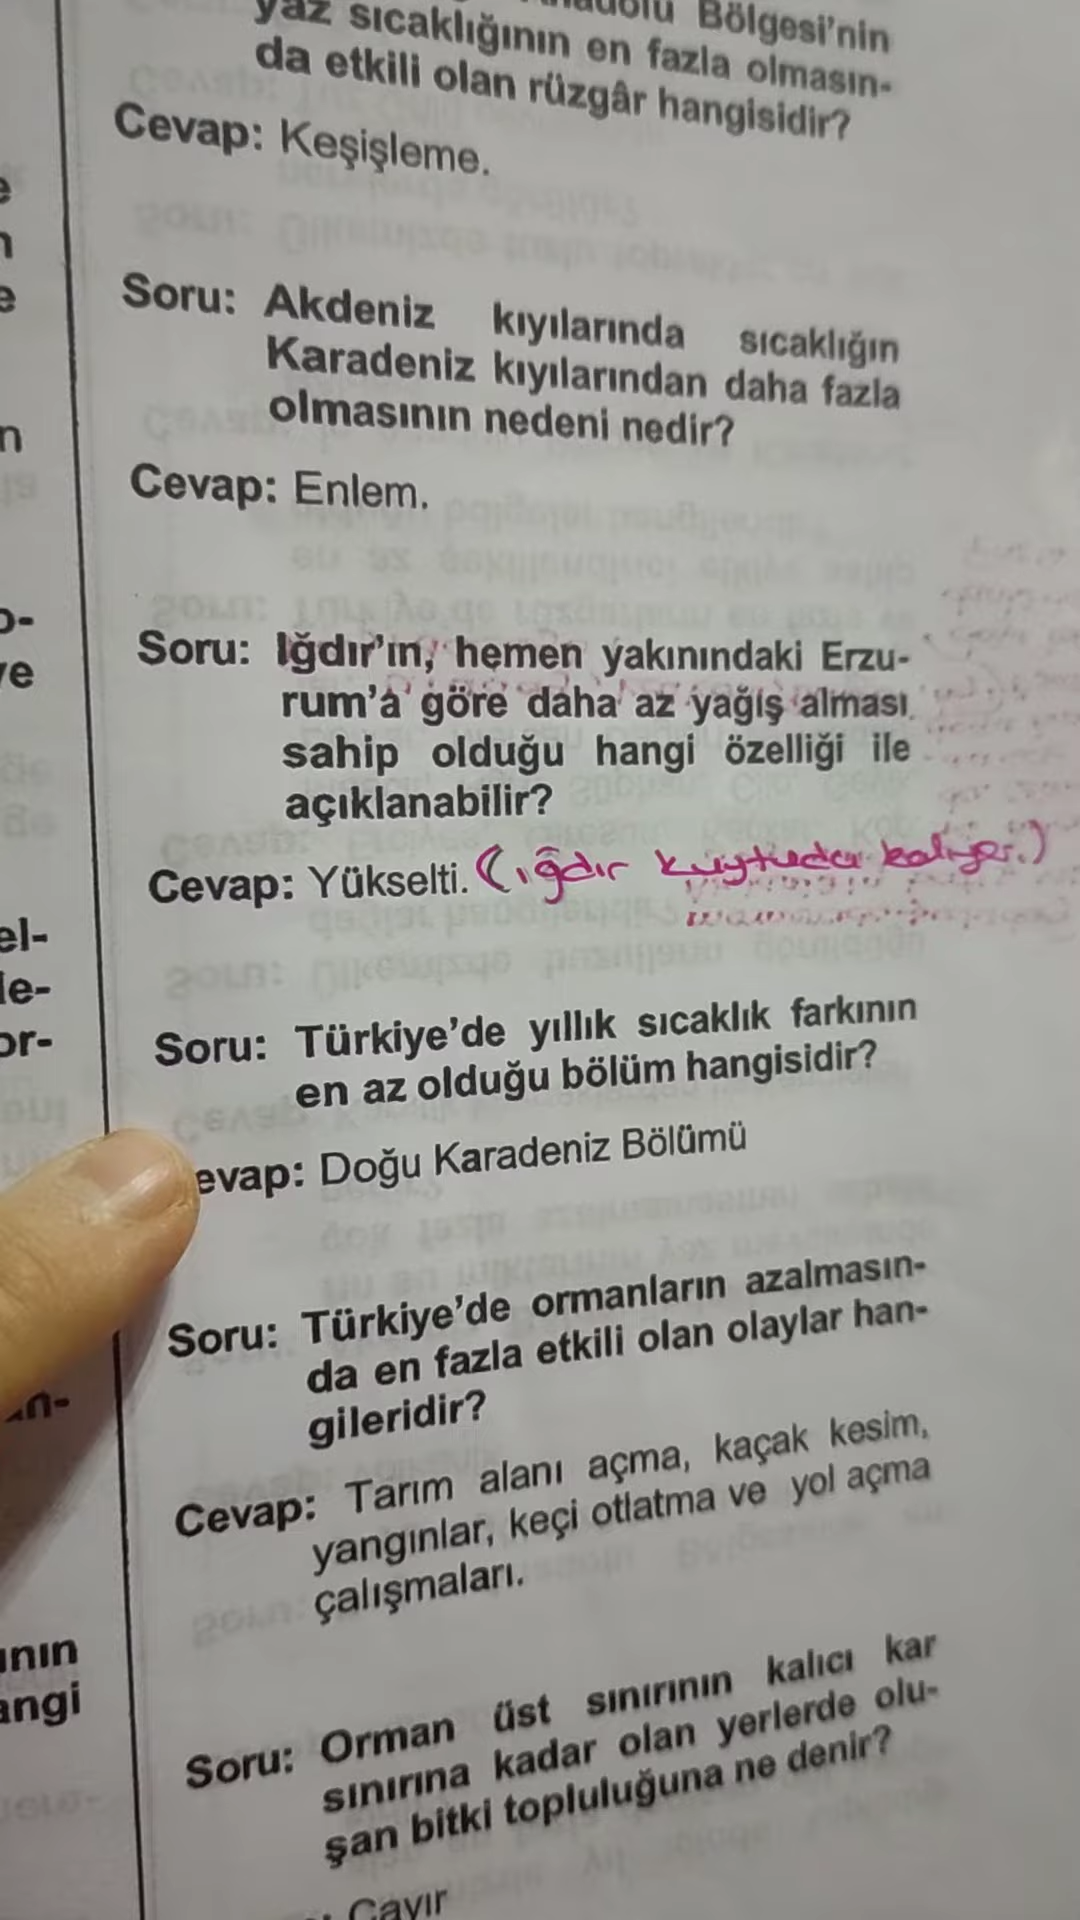 Bölgesi'nin
yaz sıcaklığının en fazla olmasın-
da etkili olan rüzgâr hangisidir?
Cevap: Keşişleme.
Soru: Akdeniz kıyılarında sıcaklığın
Karadeniz kıyılarından daha fazla
olmasının nedeni nedir?
Cevap: Enlem.
Soru: Iğdır'ın, hemen yakınındaki Erzu-
rum'a göre daha az yağış alması
sahip olduğu hangi özelliği ile
açıklanabilir?
Cevap: Yükselti. (ığdır kuytuda kalıyor.)
Soru: Türkiye'de yıllık sıcaklık farkının
en az olduğu bölüm hangisidir?
evap: Doğu Karadeniz Bölümü
Soru: Türkiye'de ormanların azalmasın-
da en fazla etkili olan olaylar han-
gileridir?
Cevap: Tarım alanı açma, kaçak kesim,
yangınlar, keçi otlatma ve yol açma
çalışmaları.
Soru: Orman üst sınırının kalıcı kar
sınırına kadar olan yerlerde olu-
şan bitki topluluğuna ne denir?
Çayır